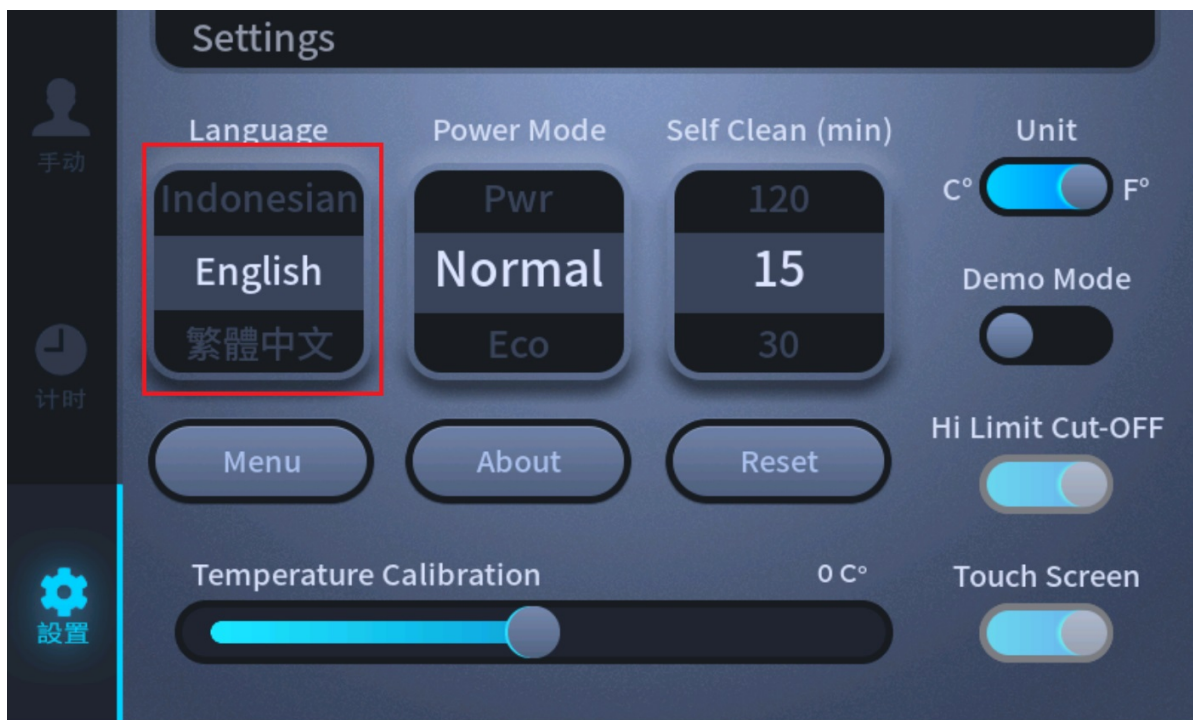 Settings
手动
计时
設置
Language
Indonesian
English
繁體中文
Power Mode
Pwr
Normal
Eco
Self Clean (min)
120
15
30
Unit
C° F°
Demo Mode
Hi Limit Cut-OFF
Menu
About
Reset
Temperature Calibration
0 C°
Touch Screen